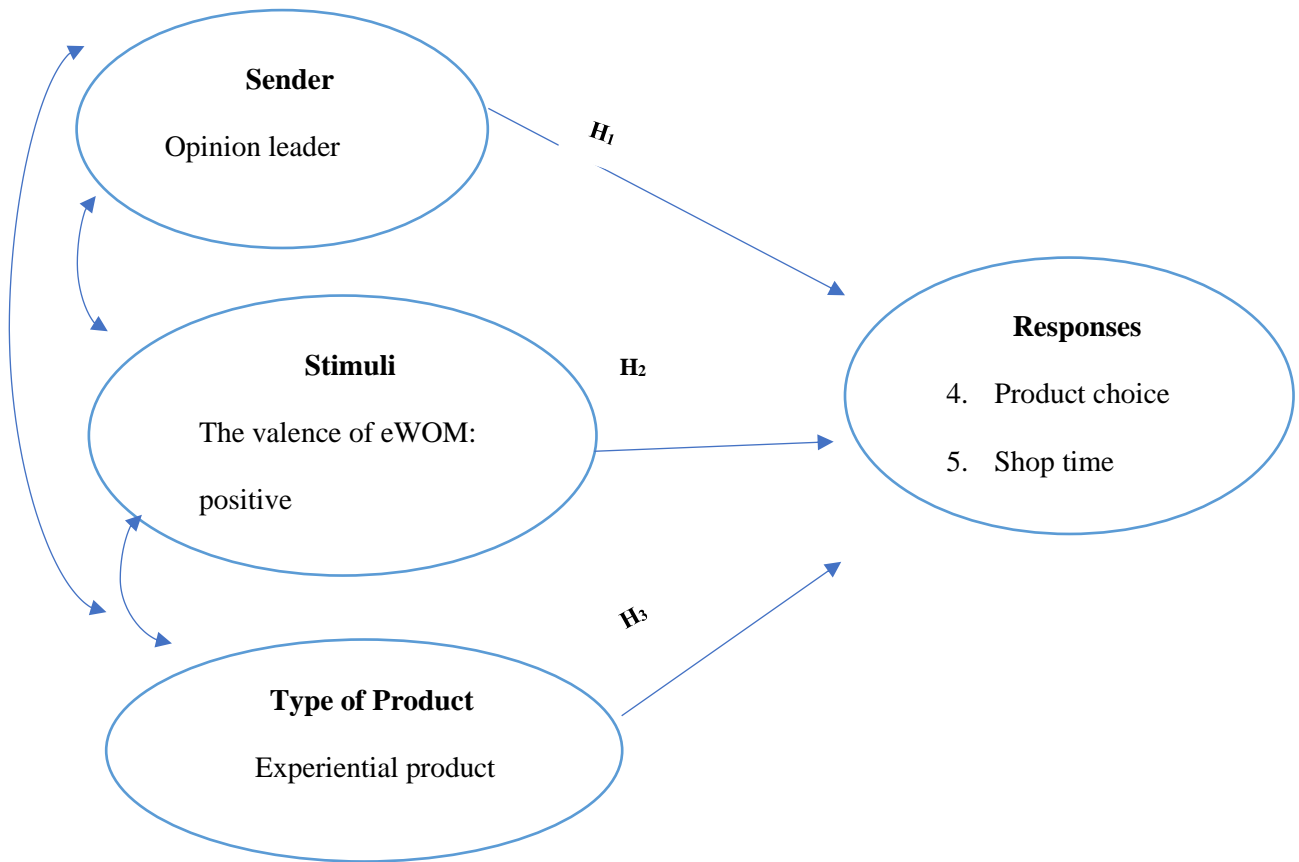 Sender
Opinion leader
H1
Stimuli
The valence of eWOM:
positive
H2
Responses
4. Product choice
5. Shop time
H3
Type of Product
Experiential product